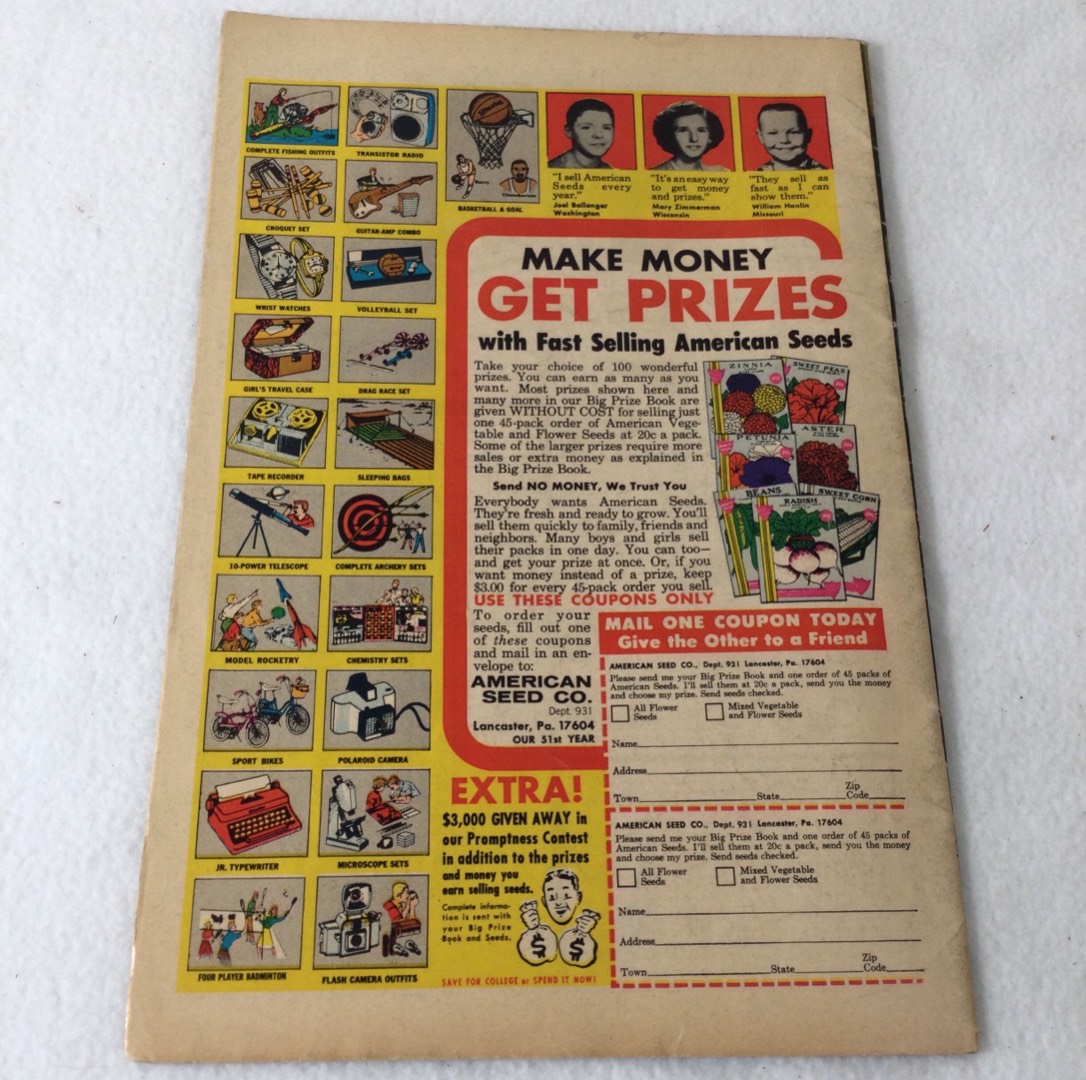 COMPLETE FISHING OUTFITS
TRANSISTOR RADIO
BASKETBALL & GOAL
CROQUET SET
GUITAR-AMP COMBO
WRIST WATCHES
VOLLEYBALL SET
GIRL'S TRAVEL CASE
DRAG RACE SET
TAPE RECORDER
SLEEPING BAGS
10-POWER TELESCOPE
COMPLETE ARCHERY SETS
MODEL ROCKETRY
CHEMISTRY SETS
SPORT BIKES
POLAROID CAMERA
JR. TYPEWRITER
MICROSCOPE SETS
FOUR PLAYER BADMINTON
FLASH CAMERA OUTFITS
"I sell American
Seeds every
year."
Joel Ballenger
Washington
"It's an easy way
to get money
and prizes."
Mary Zimmerman
Wisconsin
"They sell as
fast as I can
show them."
William Hanlin
Missouri
MAKE MONEY
GET PRIZES
with Fast Selling American Seeds
Take your choice of 100 wonderful
prizes. You can earn as many as you
want. Most prizes shown here and
many more in our Big Prize Book are
given WITHOUT COST for selling just
one 45-pack order of American Vege-
table and Flower Seeds at 20c a pack.
Some of the larger prizes require more
sales or extra money as explained in
the Big Prize Book.
Send NO MONEY, We Trust You
Everybody wants American Seeds.
They're fresh and ready to grow. You'll
sell them quickly to family, friends and
neighbors. Many boys and girls sell
their packs in one day. You can too—
and get your prize at once. Or, if you
want money instead of a prize, keep
$3.00 for every 45-pack order you sell.
ZINNIA
SWEET PEAS
PETUNIA
ASTER
BEANS
RADISH
SWEET CORN
USE THESE COUPONS ONLY
To order your
seeds, fill out one
of these coupons
and mail in an en-
velope to:
AMERICAN
SEED CO.
Dept. 931
Lancaster, Pa. 17604
OUR 51st YEAR
MAIL ONE COUPON TODAY
Give the Other to a Friend
AMERICAN SEED CO., Dept. 931 Lancaster, Pa. 17604
Please send me your Big Prize Book and one order of 45 packs of
American Seeds. I'll sell them at 20c a pack, send you the money
and choose my prize. Send seeds checked.
All Flower
Seeds
Mixed Vegetable
and Flower Seeds
Name
Address
Town State Zip Code
AMERICAN SEED CO., Dept. 931 Lancaster, Pa. 17604
Please send me your Big Prize Book and one order of 45 packs of
American Seeds. I'll sell them at 20c a pack, send you the money
and choose my prize. Send seeds checked.
All Flower
Seeds
Mixed Vegetable
and Flower Seeds
Name
Address
Town State Zip Code
EXTRA!
$3,000 GIVEN AWAY in
our Promptness Contest
in addition to the prizes
and money you
earn selling seeds.
Complete informa-
tion is sent with
your Big Prize
Book and Seeds.
$ $
SAVE FOR COLLEGE or SPEND IT NOW!